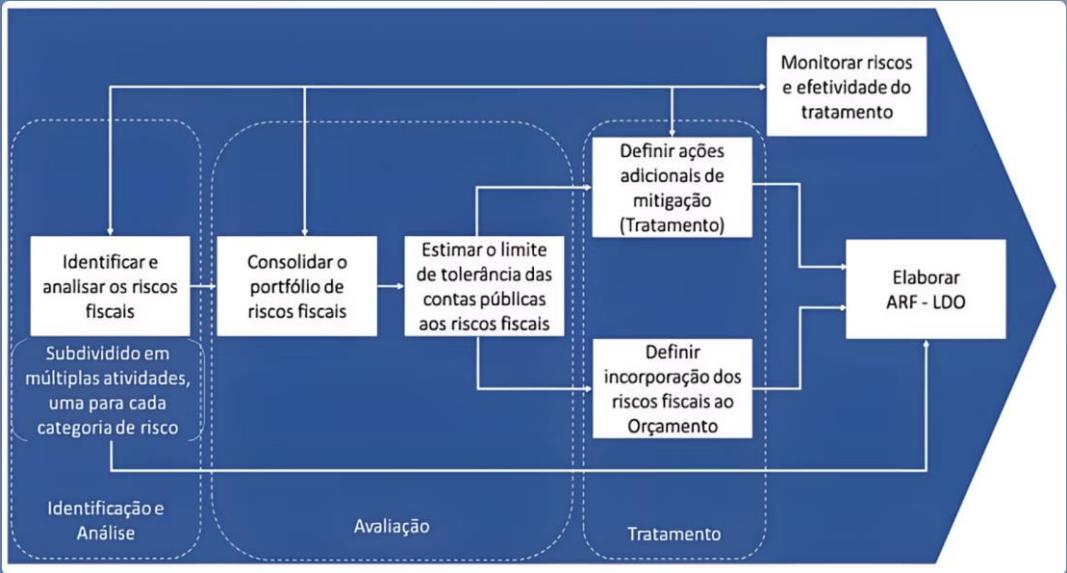 Monitorar riscos
e efetividade do
tratamento
Definir ações
adicionais de
mitigação
(Tratamento)
Identificar e
analisar os riscos
fiscais
Consolidar o
portfólio de
riscos fiscais
Estimar o limite
de tolerância das
contas públicas
aos riscos fiscais
Elaborar
ARF - LDO
Subdividido em
múltiplas atividades,
uma para cada
categoria de risco
Definir
incorporação dos
riscos fiscais ao
Orçamento
Identificação e
Análise
Avaliação
Tratamento